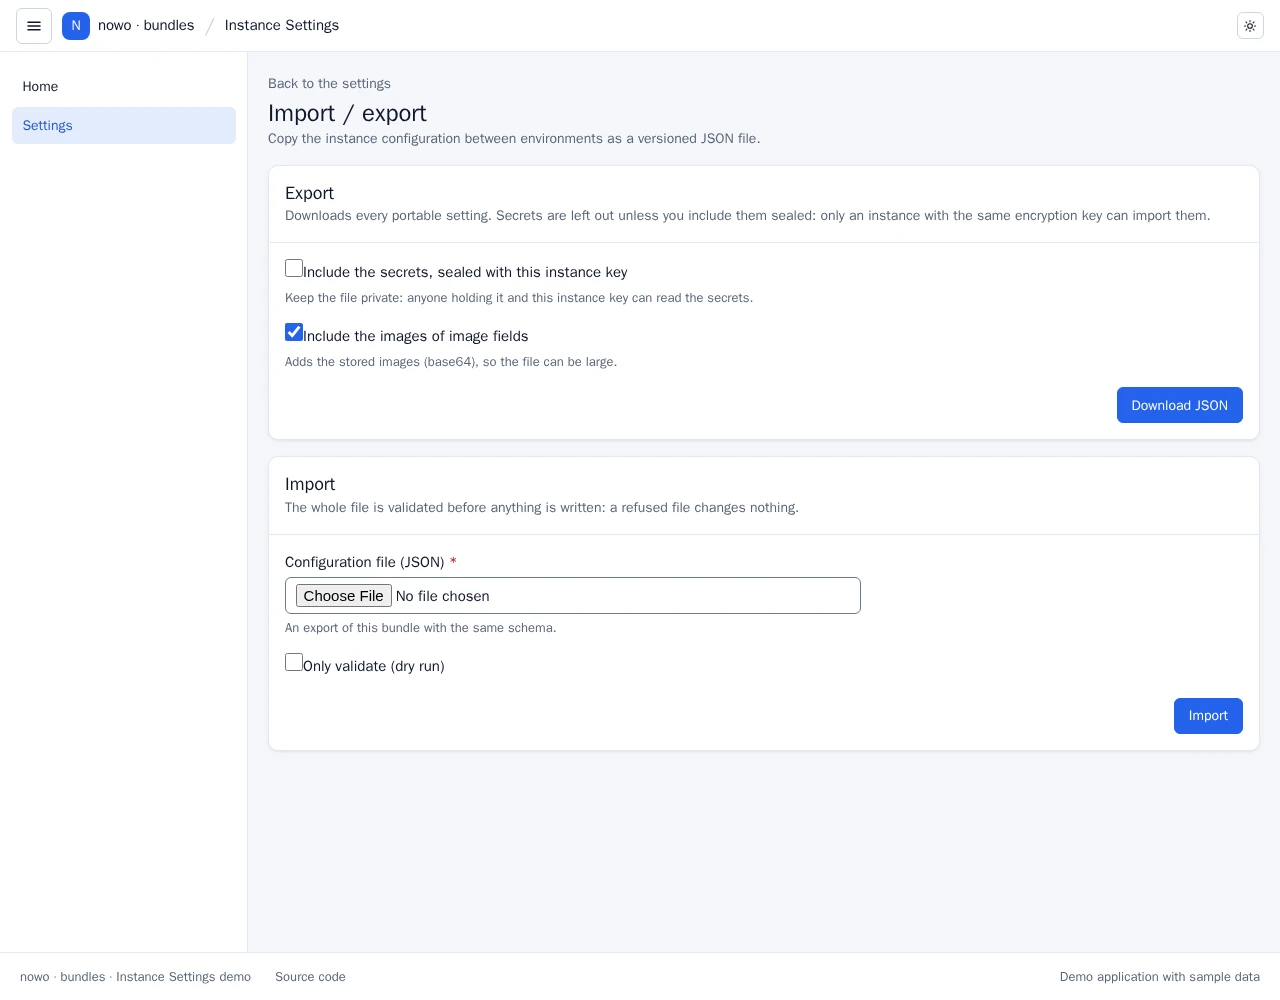 N nowo · bundles / Instance Settings
Home
Settings
Back to the settings
Import / export
Copy the instance configuration between environments as a versioned JSON file.
Export
Downloads every portable setting. Secrets are left out unless you include them sealed: only an instance with the same encryption key can import them.
Include the secrets, sealed with this instance key
Keep the file private: anyone holding it and this instance key can read the secrets.
Include the images of image fields
Adds the stored images (base64), so the file can be large.
Download JSON
Import
The whole file is validated before anything is written: a refused file changes nothing.
Configuration file (JSON) *
Choose File No file chosen
An export of this bundle with the same schema.
Only validate (dry run)
Import
nowo · bundles · Instance Settings demo Source code Demo application with sample data